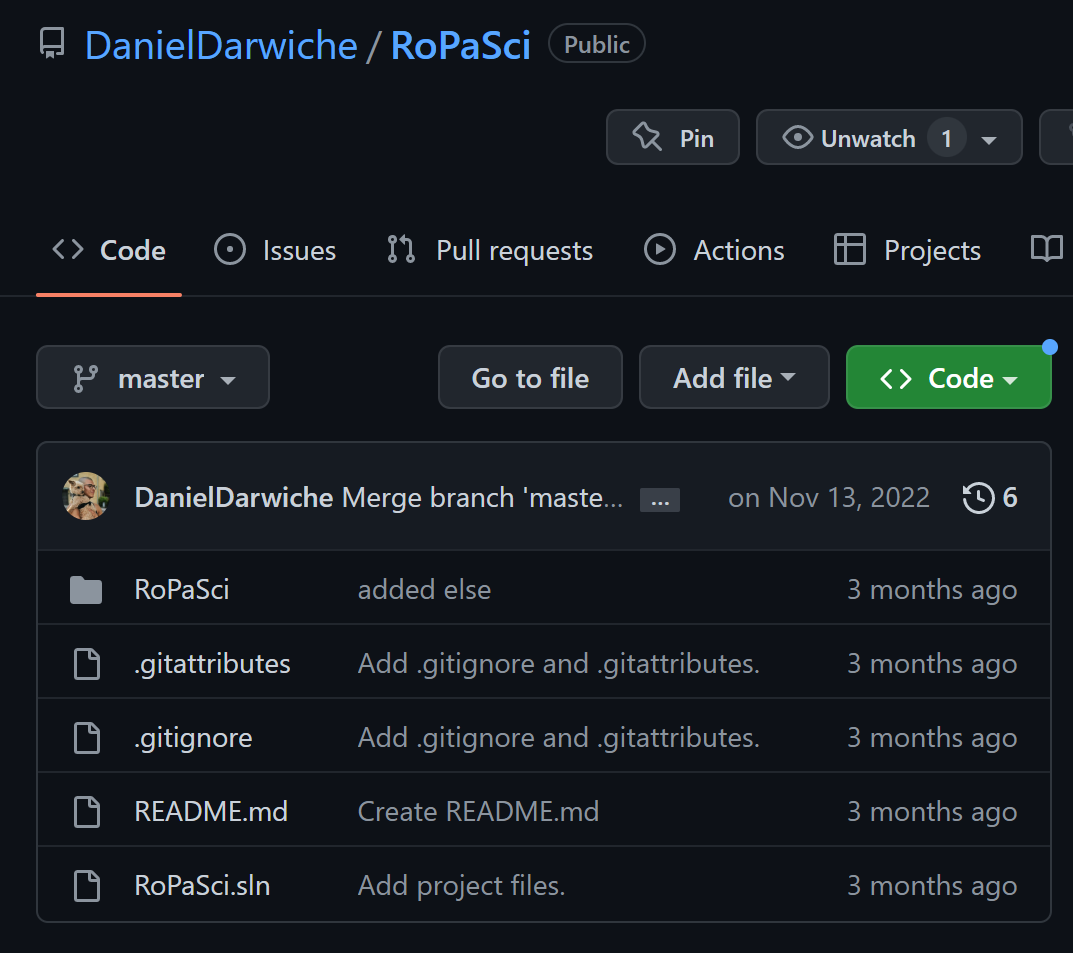 DanielDarwiche / RoPaSci Public
Pin Unwatch 1
Code Issues Pull requests Actions Projects
master Go to file Add file Code
DanielDarwiche Merge branch 'maste... ... on Nov 13, 2022 6
RoPaSci added else 3 months ago
.gitattributes Add .gitignore and .gitattributes. 3 months ago
.gitignore Add .gitignore and .gitattributes. 3 months ago
README.md Create README.md 3 months ago
RoPaSci.sln Add project files. 3 months ago